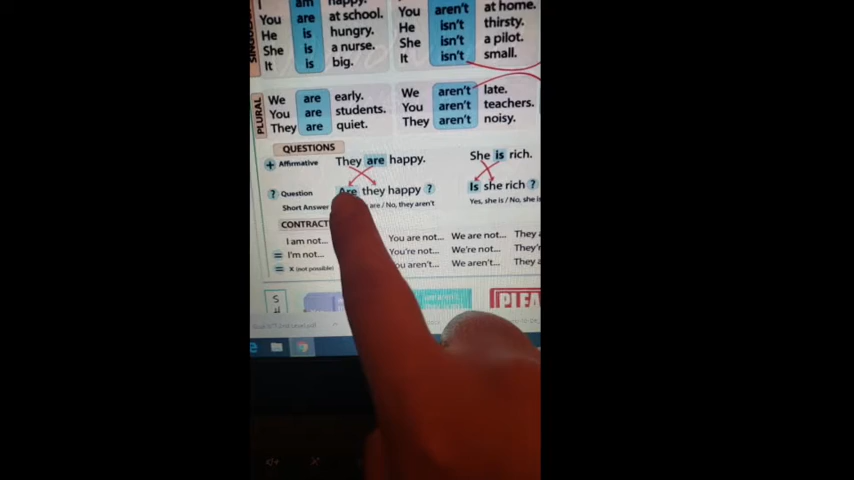 am happy.
You are at school.
He is hungry.
She is a nurse.
It is big.
You aren't at home.
He isn't thirsty.
She isn't a pilot.
It isn't small.
PLURAL
We are early.
You are students.
They are quiet.
We aren't late.
You aren't teachers.
They aren't noisy.
QUESTIONS
+ Affirmative They are happy. She is rich.
? Question Are they happy ? Is she rich ?
Short Answer are / No, they aren't Yes, she is / No, she
CONTRACT
I am not... You are not... We are not... They
= I'm not... You're not... We're not...
= X (not possible) aren't... We aren't... They